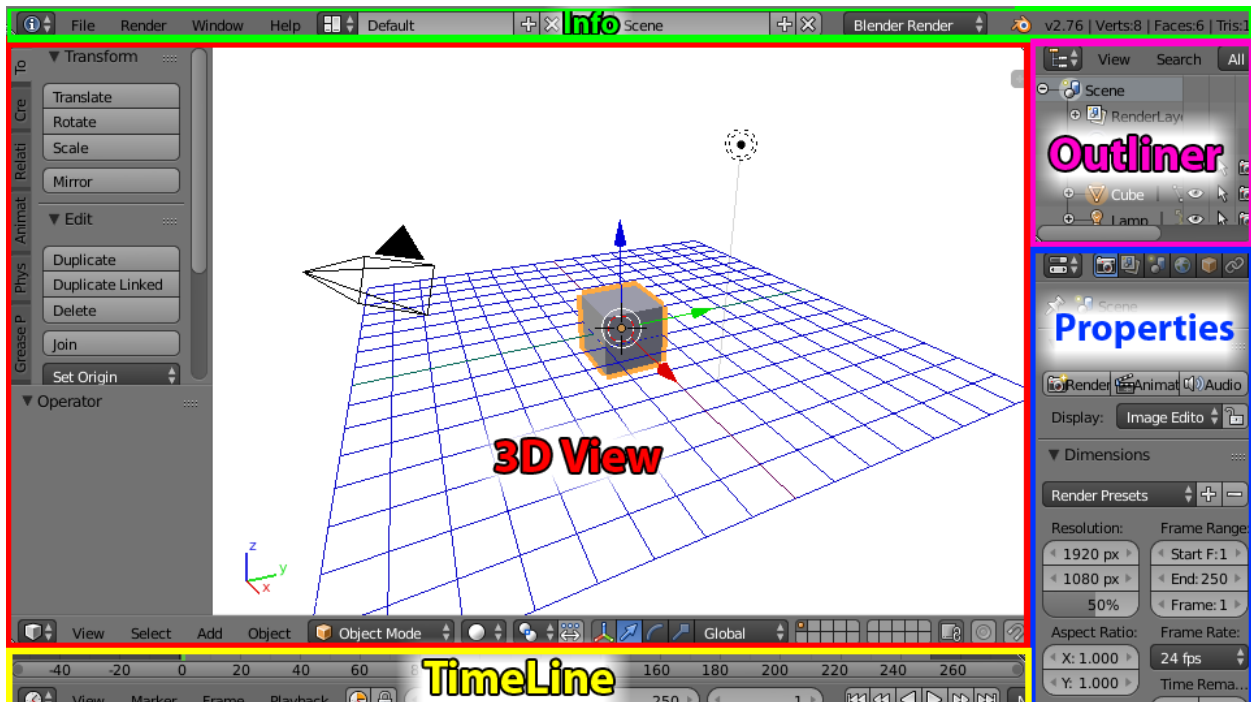 File Render Window Help Default Info Scene Blender Render v2.76 | Verts:8 | Faces:6 | Tris:1
To
Cre
Relati
Animat
Phys
Grease P
Transform
Translate
Rotate
Scale
Mirror
Edit
Duplicate
Duplicate Linked
Delete
Join
Set Origin
Operator
3D View
z
y
x
View Select Add Object Object Mode Global
View Search All
Scene
RenderLaye
Outliner
Cube
Lamp
Scene
Properties
Render Animat Audio
Display: Image Edito
Dimensions
Render Presets
Resolution: Frame Range:
1920 px Start F:1
1080 px End: 250
50% Frame: 1
Aspect Ratio: Frame Rate:
X: 1.000 24 fps
Y: 1.000 Time Rema...
-40 -20 0 20 40 60 160 180 200 220 240 260
TimeLine
View Marker Frame Playback 250 1